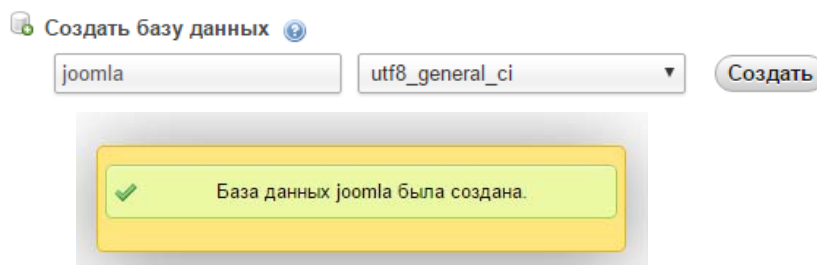 Создать базу данных
joomla utf8_general_ci Создать
База данных joomla была создана.